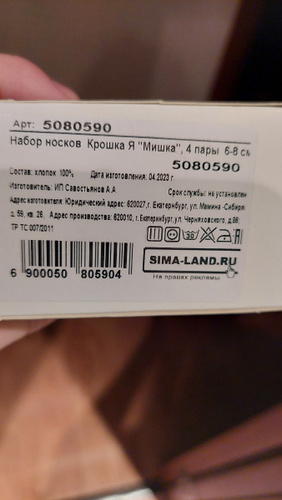 Арт: 5080590
Набор носков Крошка Я "Мишка", 4 пары 6-8 см
5080590
Состав: хлопок 100% Дата изготовления: 04.2023 г
Изготовитель: ИП Савостьянов А.А Срок службы: не установлен
Адрес изготовителя: Юридический адрес: 620027, г. Екатеринбург, ул. Мамина -Сибиряк
д. 59, кв. 26, Адрес производства: 620010, г. Екатеринбург, ул. Черняховского, д.86
ТР ТС 007/2011
6 900050 805904
SIMA-LAND.RU
На правах рекламы